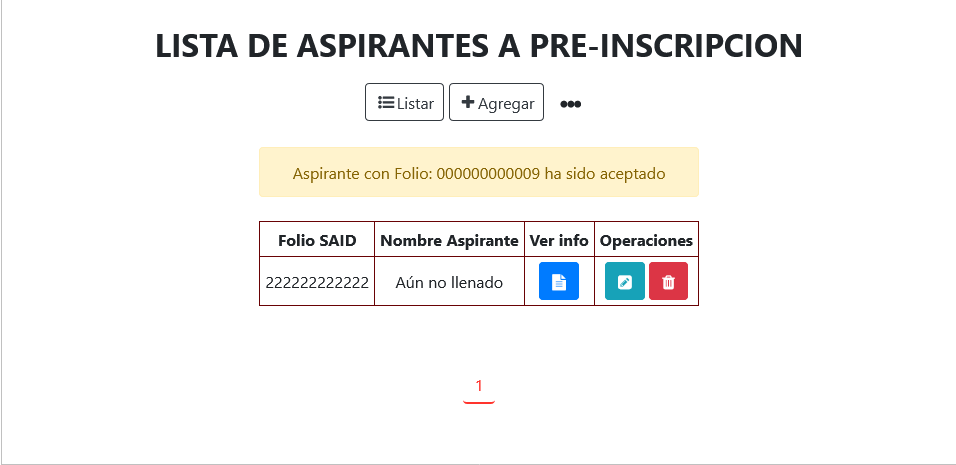 LISTA DE ASPIRANTES A PRE-INSCRIPCION
Listar Agregar
Aspirante con Folio: 000000000009 ha sido aceptado
Folio SAID Nombre Aspirante Ver info Operaciones
222222222222 Aún no llenado
1